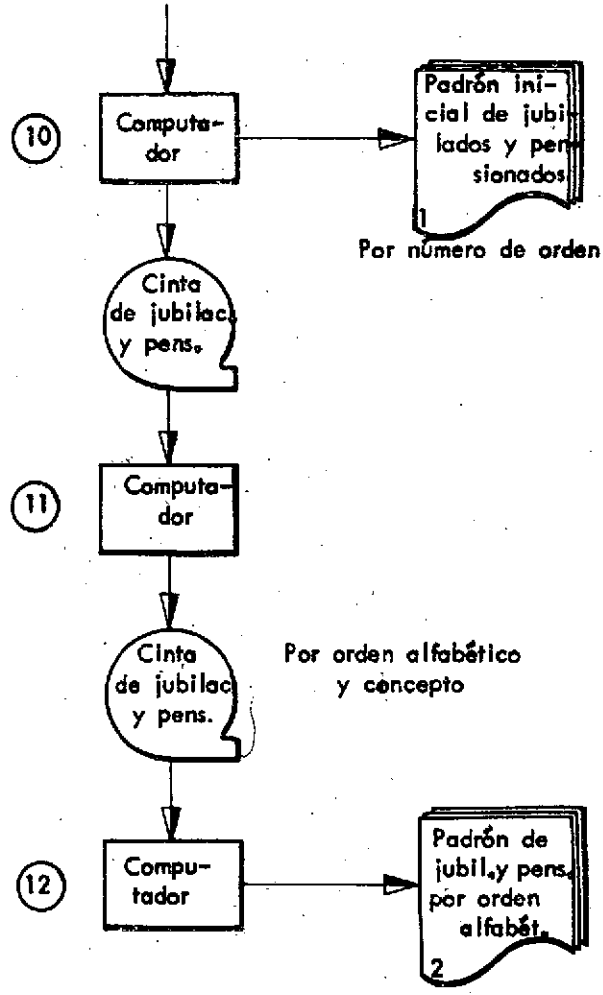 10
Computa-
dor
Padrón ini-
cial de jubi
lados y pen
sionados
1
Por número de orden
Cinta
de jubilac.
y pens.
11
Computa-
dor
Cinta
de jubilac
y pens.
Por orden alfabético
y concepto
12
Compu-
tador
Padrón de
jubil. y pens.
por orden
alfabét.
2